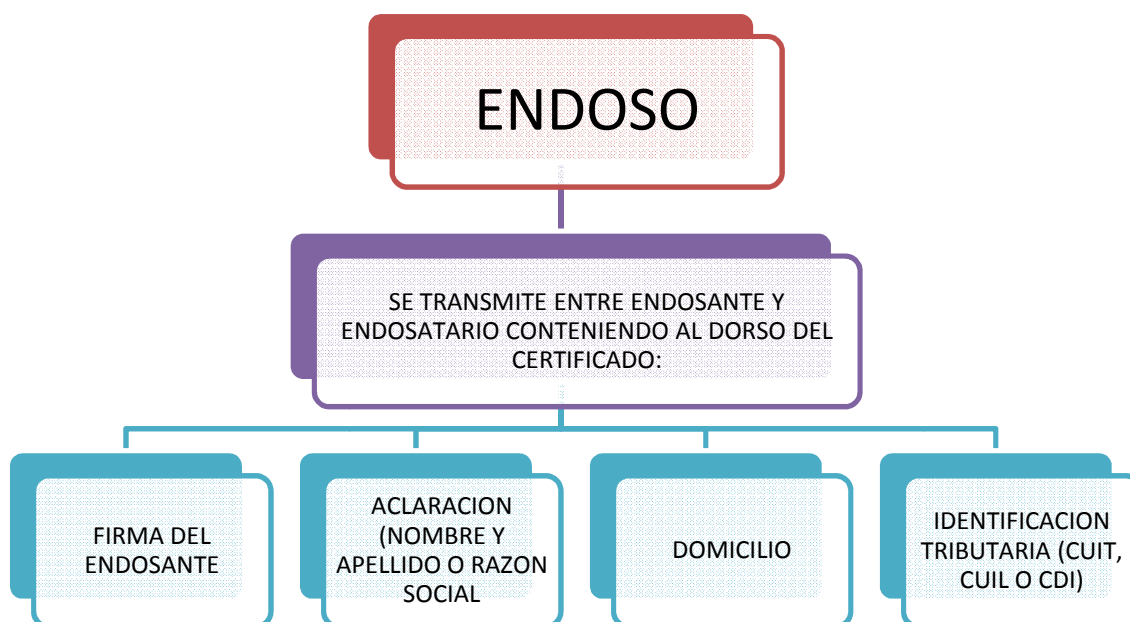 ENDOSO
SE TRANSMITE ENTRE ENDOSANTE Y
ENDOSATARIO CONTENIENDO AL DORSO DEL
CERTIFICADO:
FIRMA DEL
ENDOSANTE
ACLARACION
(NOMBRE Y
APELLIDO O RAZON
SOCIAL
DOMICILIO
IDENTIFICACION
TRIBUTARIA (CUIT,
CUIL O CDI)